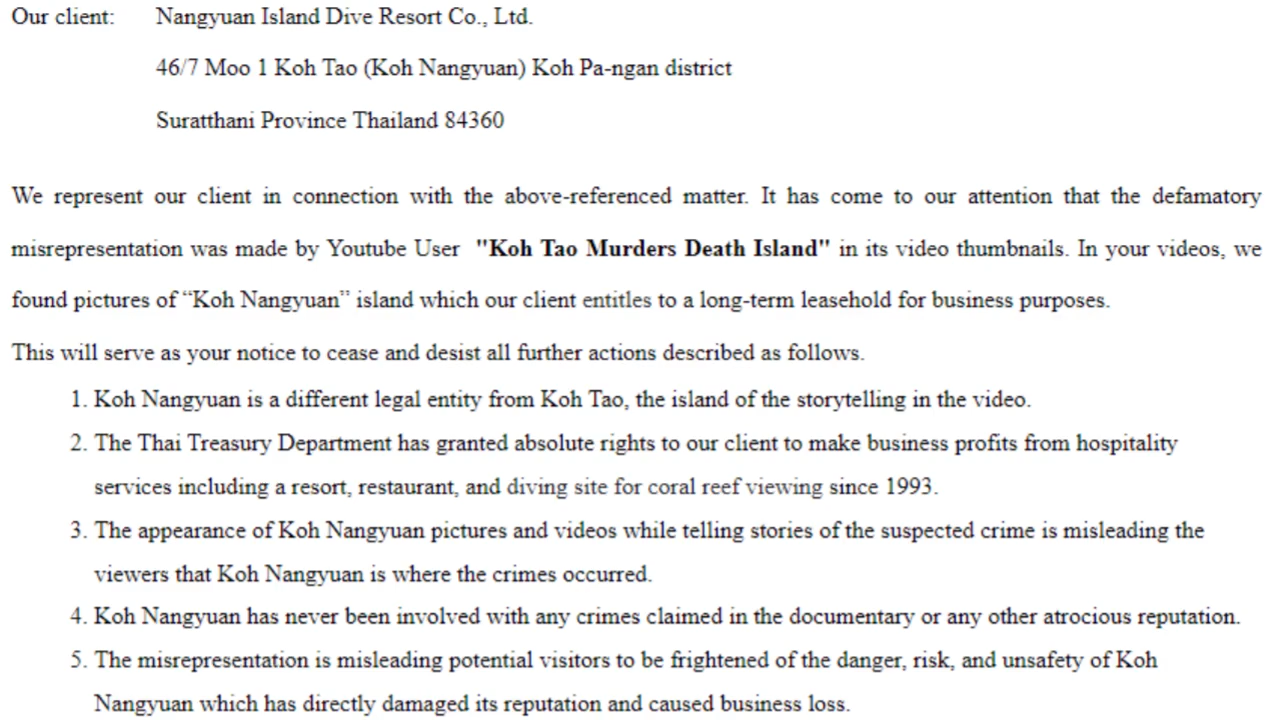 Our client: Nangyuan Island Dive Resort Co., Ltd.
46/7 Moo 1 Koh Tao (Koh Nangyuan) Koh Pa-ngan district
Suratthani Province Thailand 84360
We represent our client in connection with the above-referenced matter. It has come to our attention that the defamatory
misrepresentation was made by Youtube User "Koh Tao Murders Death Island" in its video thumbnails. In your videos, we
found pictures of “Koh Nangyuan” island which our client entitles to a long-term leasehold for business purposes.
This will serve as your notice to cease and desist all further actions described as follows.
1. Koh Nangyuan is a different legal entity from Koh Tao, the island of the storytelling in the video.
2. The Thai Treasury Department has granted absolute rights to our client to make business profits from hospitality
services including a resort, restaurant, and diving site for coral reef viewing since 1993.
3. The appearance of Koh Nangyuan pictures and videos while telling stories of the suspected crime is misleading the
viewers that Koh Nangyuan is where the crimes occurred.
4. Koh Nangyuan has never been involved with any crimes claimed in the documentary or any other atrocious reputation.
5. The misrepresentation is misleading potential visitors to be frightened of the danger, risk, and unsafety of Koh
Nangyuan which has directly damaged its reputation and caused business loss.